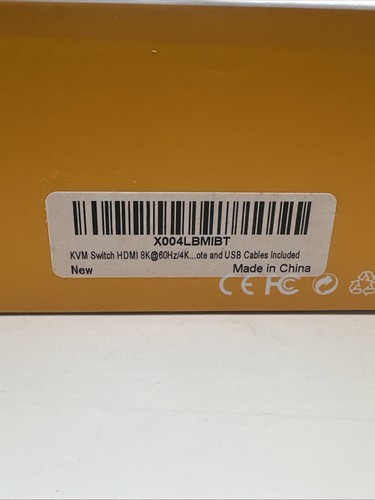 X004LBMIBT
KVM Switch HDMI 8K@60Hz/4K...ote and USB Cables Included
New
Made in China
CE FC